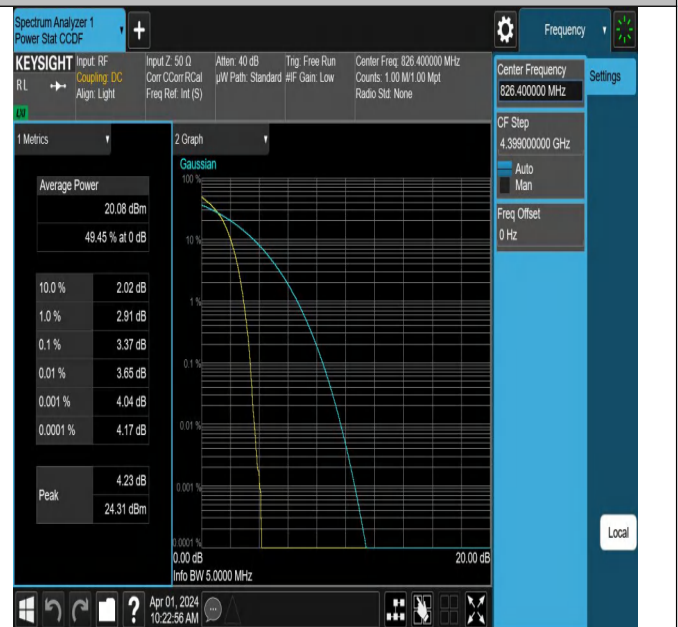 Spectrum Analyzer 1
Power Stat CCDF
Frequency
KEYSIGHT
RL
LXI
Input: RF
Coupling: DC
Align: Light
Input Z: 50 Ω
Corr CCorr RCal
Freq Ref: Int (S)
Atten: 40 dB
µW Path: Standard
Trig: Free Run
#IF Gain: Low
Center Freq: 826.400000 MHz
Counts: 1.00 M/1.00 Mpt
Radio Std: None
Center Frequency
826.400000 MHz
Settings
CF Step
4.399000000 GHz
Auto
Man
Freq Offset
0 Hz
1 Metrics
Average Power
20.08 dBm
49.45 % at 0 dB
10.0 % 2.02 dB
1.0 % 2.91 dB
0.1 % 3.37 dB
0.01 % 3.65 dB
0.001 % 4.04 dB
0.0001 % 4.17 dB
Peak
4.23 dB
24.31 dBm
2 Graph
Gaussian
100 %
10 %
1 %
0.1 %
0.01 %
0.001 %
0.0001 %
0.00 dB 20.00 dB
Info BW 5.0000 MHz
Local
?
Apr 01, 2024
10:22:56 AM